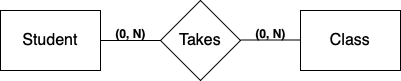 Student
(0, N)
Takes
(0, N)
Class